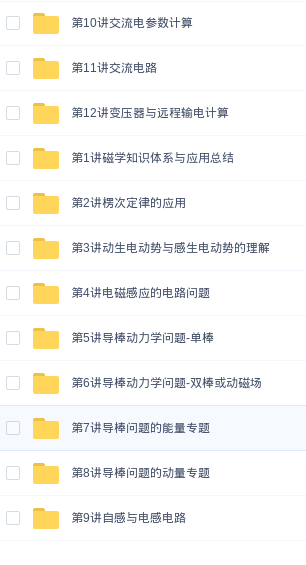 第10讲交流电参数计算
第11讲交流电路
第12讲变压器与远程输电计算
第1讲磁学知识体系与应用总结
第2讲楞次定律的应用
第3讲动生电动势与感生电动势的理解
第4讲电磁感应的电路问题
第5讲导棒动力学问题-单棒
第6讲导棒动力学问题-双棒或动磁场
第7讲导棒问题的能量专题
第8讲导棒问题的动量专题
第9讲自感与电感电路